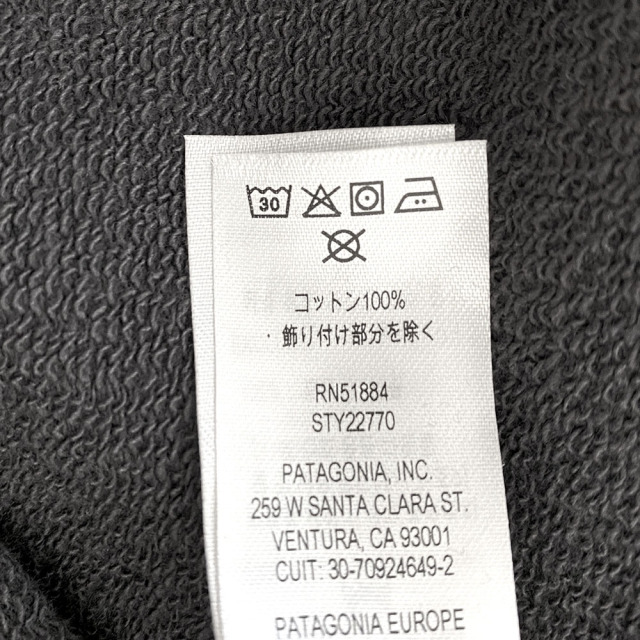 30
コットン100%
・飾り付け部分を除く
RN51884
STY22770
PATAGONIA, INC.
259 W SANTA CLARA ST.
VENTURA, CA 93001
CUIT: 30-70924649-2
PATAGONIA EUROPE